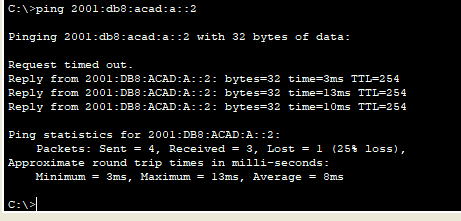 C:\>ping 2001:db8:acad:a::2
Pinging 2001:db8:acad:a::2 with 32 bytes of data:
Request timed out.
Reply from 2001:DB8:ACAD:A::2: bytes=32 time=3ms TTL=254
Reply from 2001:DB8:ACAD:A::2: bytes=32 time=13ms TTL=254
Reply from 2001:DB8:ACAD:A::2: bytes=32 time=10ms TTL=254
Ping statistics for 2001:DB8:ACAD:A::2:
Packets: Sent = 4, Received = 3, Lost = 1 (25% loss),
Approximate round trip times in milli-seconds:
Minimum = 3ms, Maximum = 13ms, Average = 8ms
C:\>